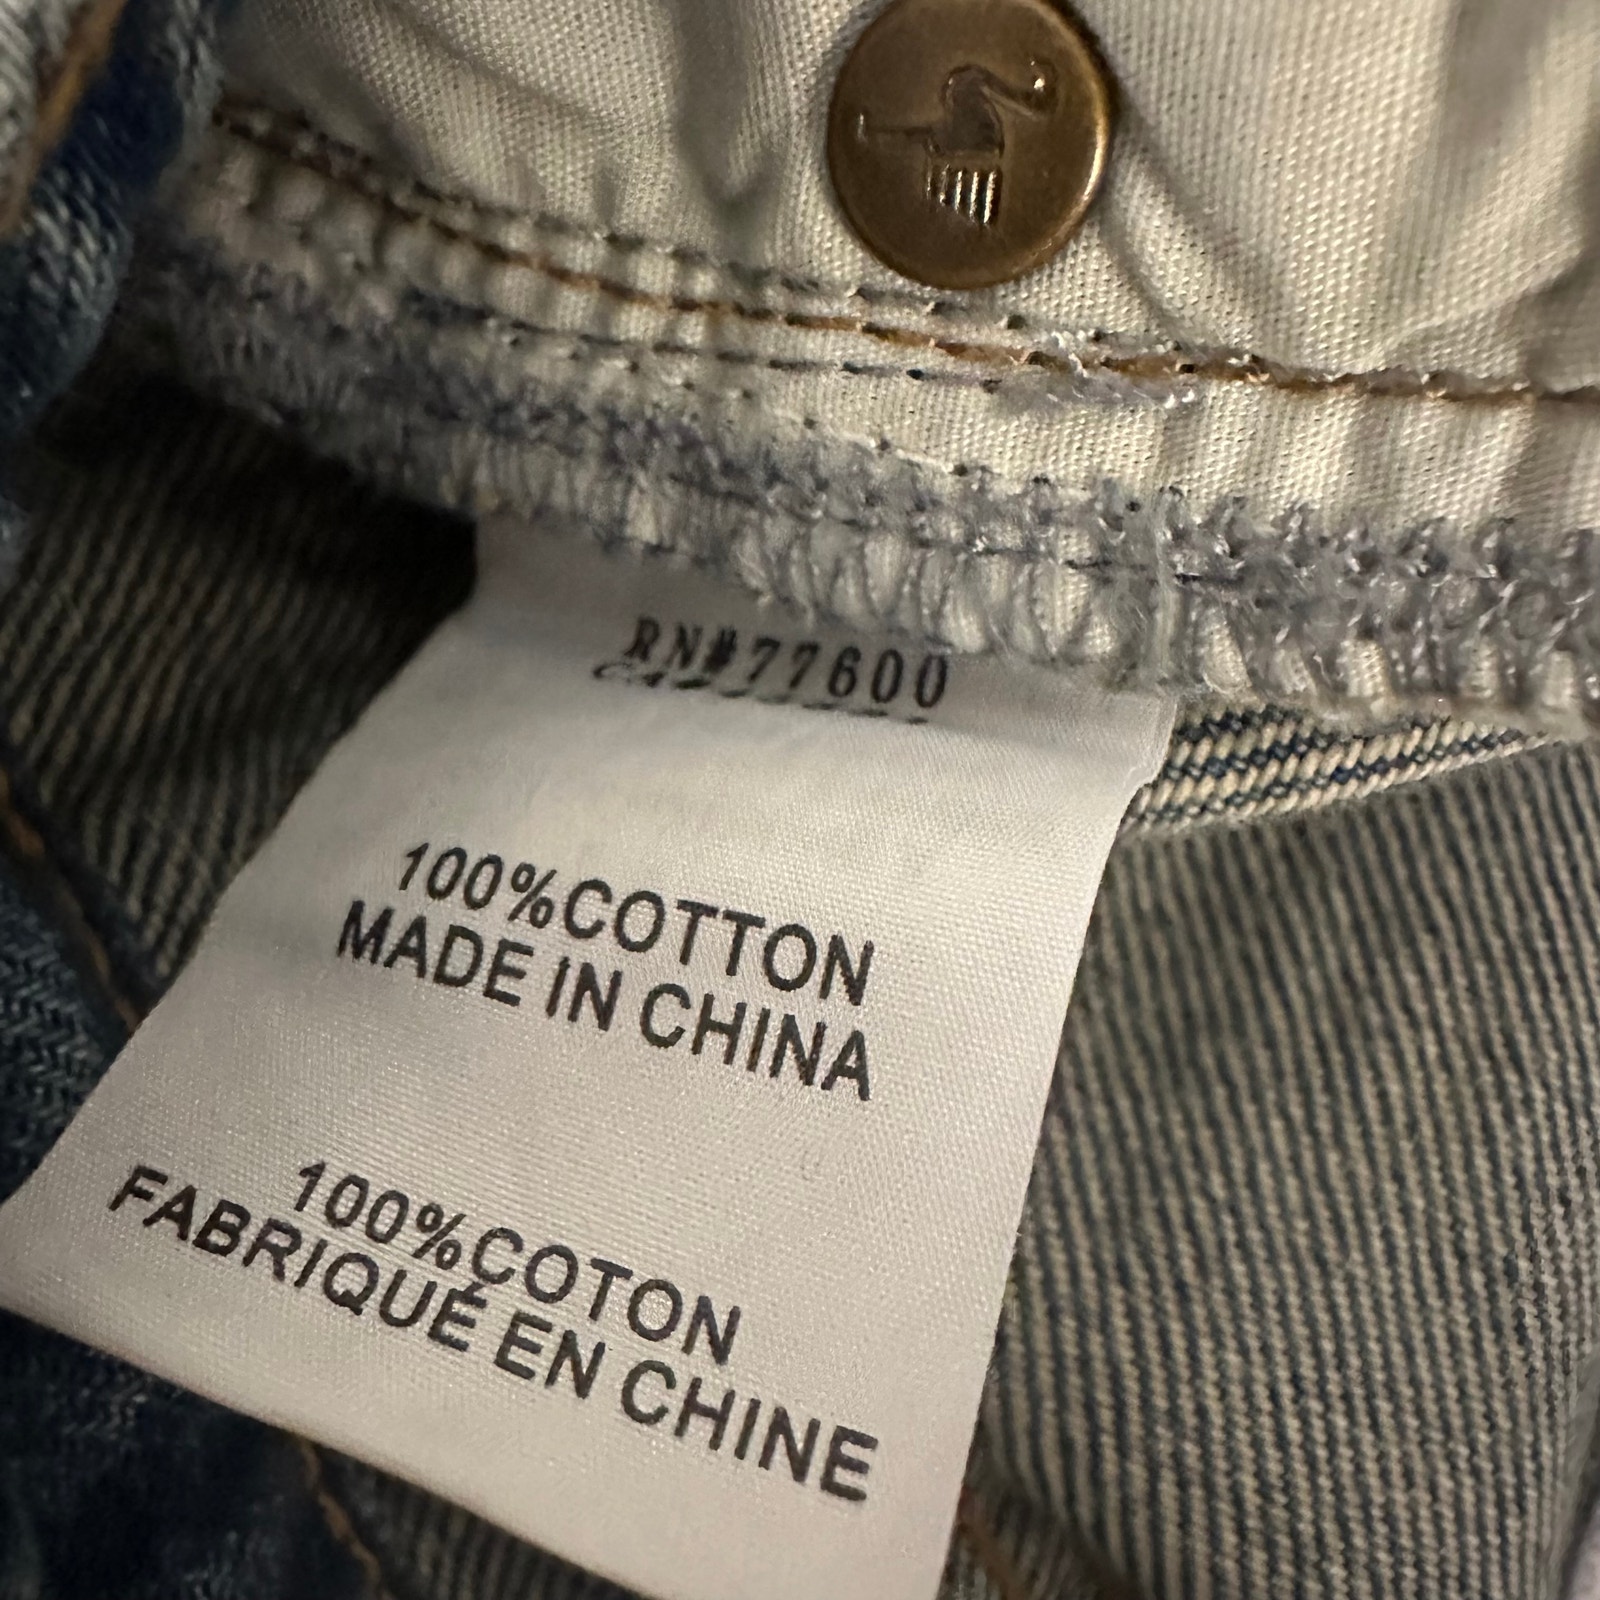 RN#77600
100%COTTON
MADE IN CHINA
100%COTON
FABRIQUÉ EN CHINE